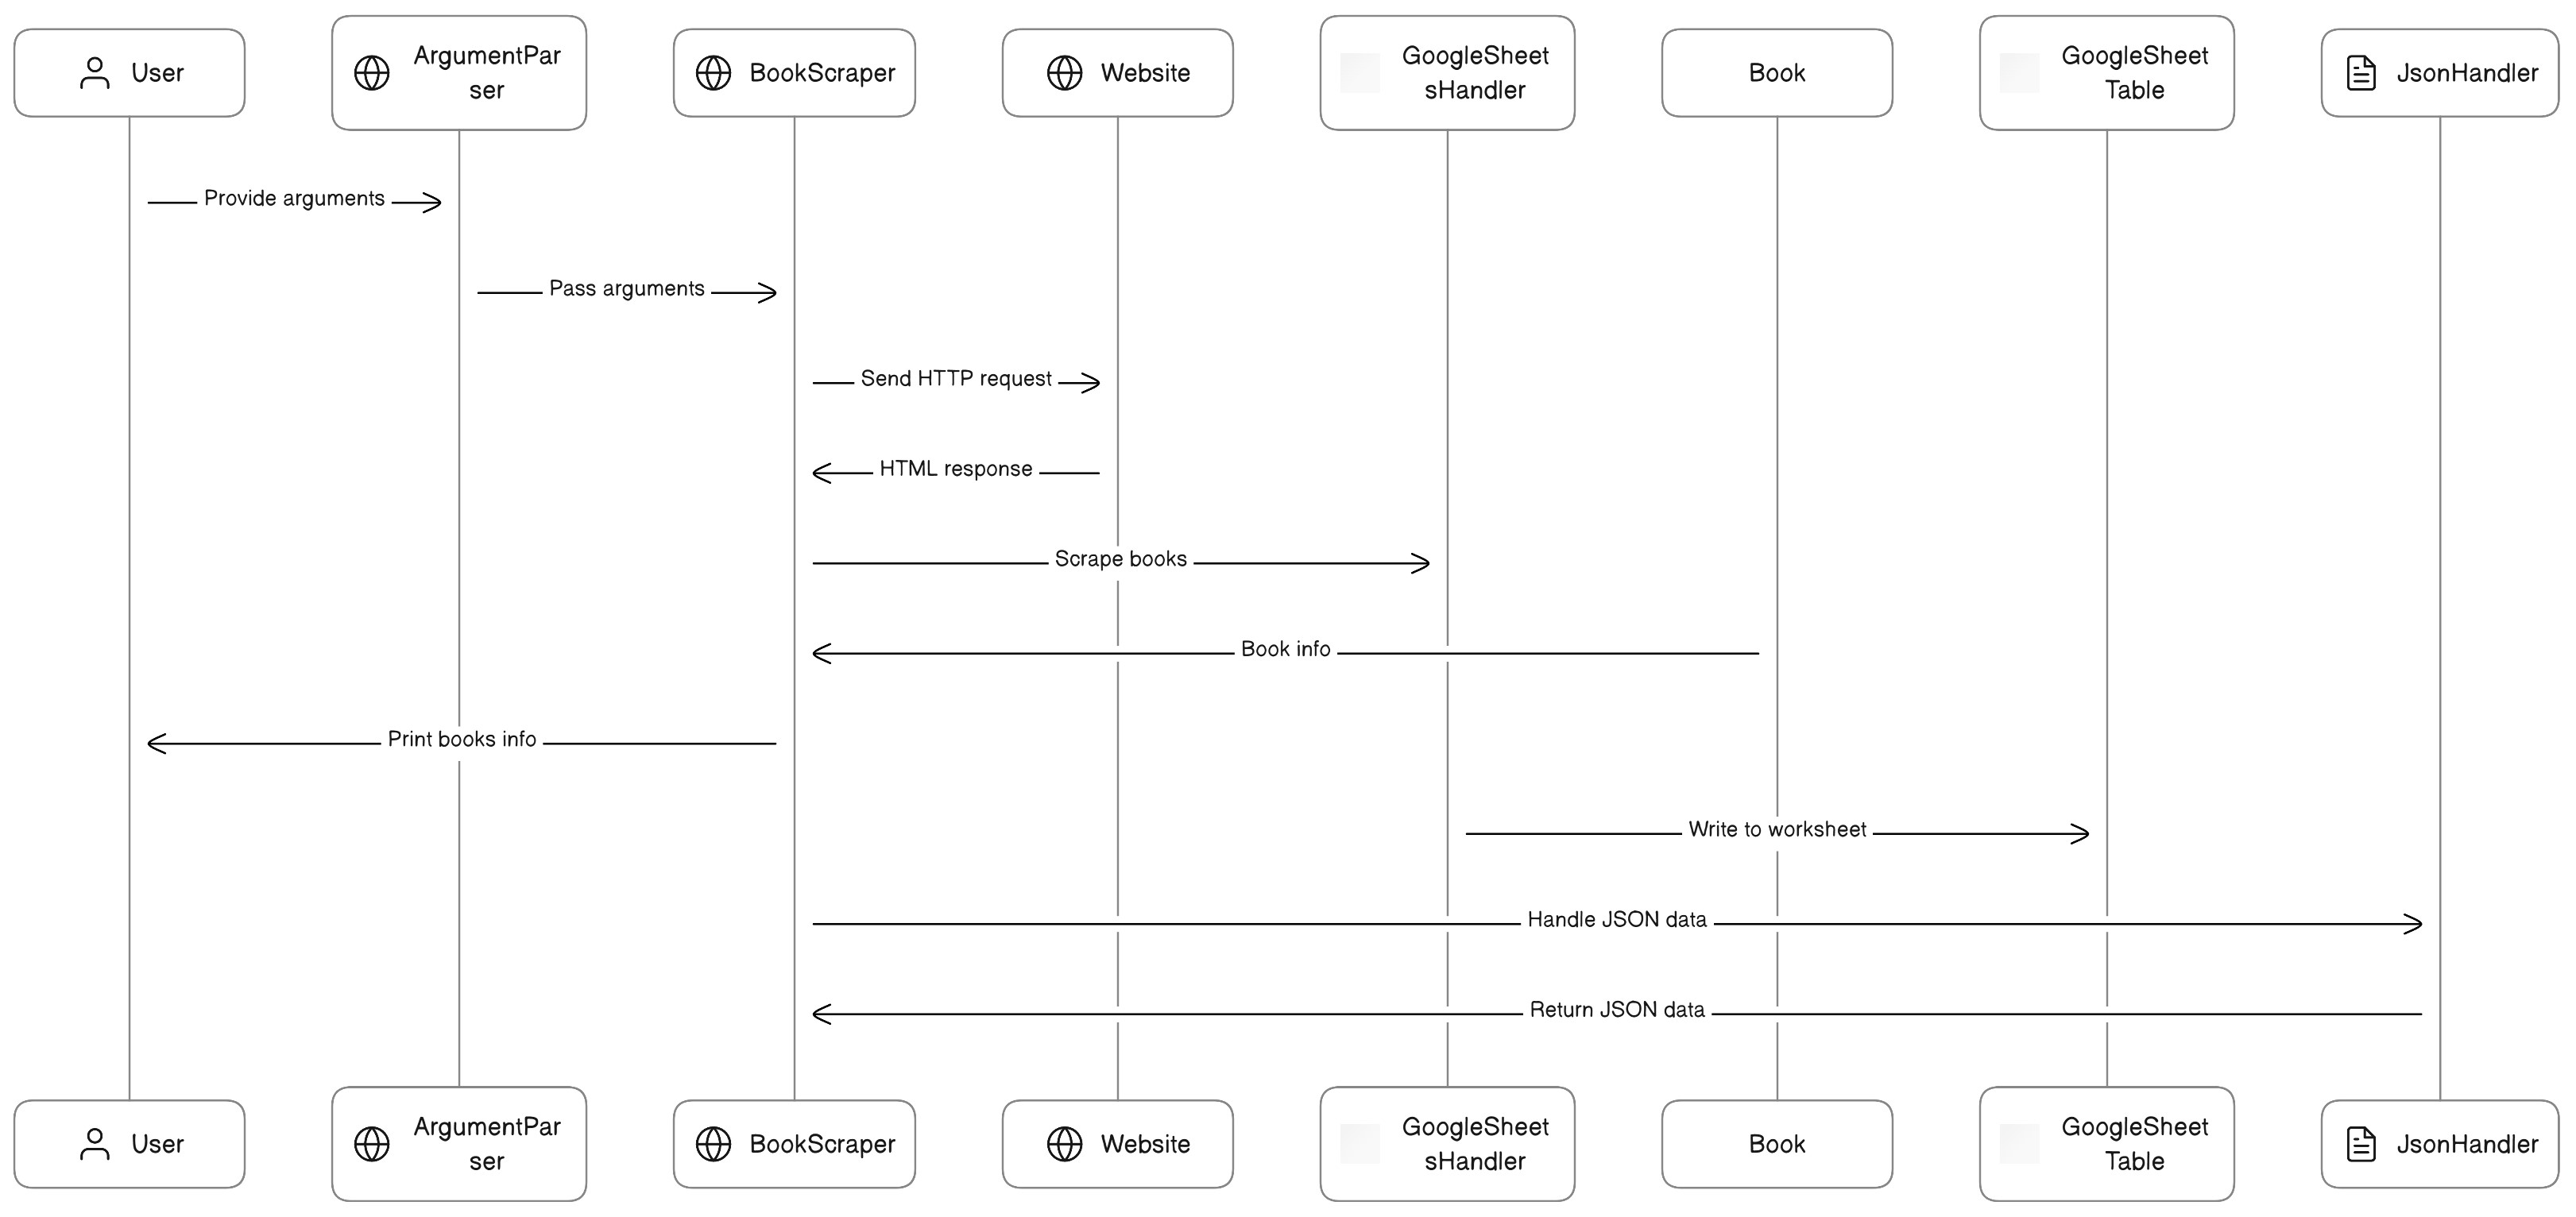 User
ArgumentPar
ser
BookScraper
Website
GoogleSheet
sHandler
Book
GoogleSheet
Table
JsonHandler
Provide arguments
Pass arguments
Send HTTP request
HTML response
Scrape books
Book info
Print books info
Write to worksheet
Handle JSON data
Return JSON data
User
ArgumentPar
ser
BookScraper
Website
GoogleSheet
sHandler
Book
GoogleSheet
Table
JsonHandler